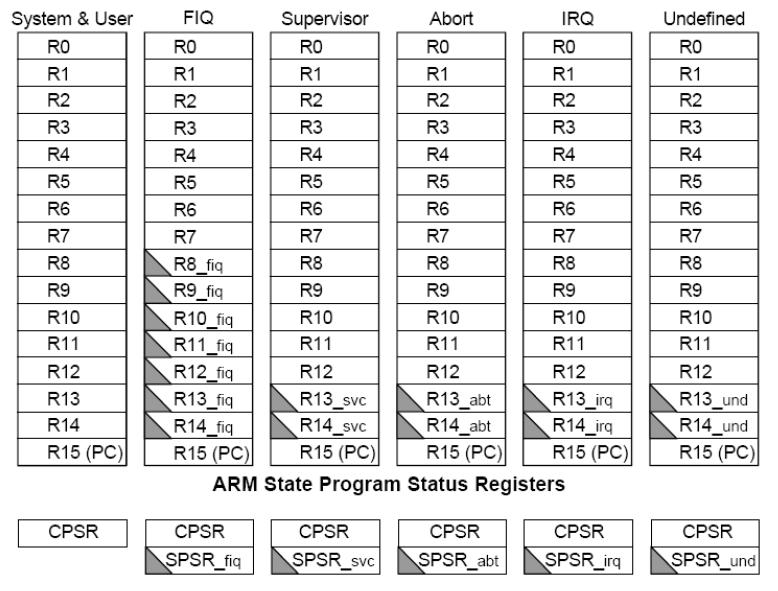 System & User FIQ Supervisor Abort IRQ Undefined
R0 R0 R0 R0 R0 R0
R1 R1 R1 R1 R1 R1
R2 R2 R2 R2 R2 R2
R3 R3 R3 R3 R3 R3
R4 R4 R4 R4 R4 R4
R5 R5 R5 R5 R5 R5
R6 R6 R6 R6 R6 R6
R7 R7 R7 R7 R7 R7
R8 R8_fiq R8 R8 R8 R8
R9 R9_fiq R9 R9 R9 R9
R10 R10_fiq R10 R10 R10 R10
R11 R11_fiq R11 R11 R11 R11
R12 R12_fiq R12 R12 R12 R12
R13 R13_fiq R13_svc R13_abt R13_irq R13_und
R14 R14_fiq R14_svc R14_abt R14_irq R14_und
R15 (PC) R15 (PC) R15 (PC) R15 (PC) R15 (PC) R15 (PC)
ARM State Program Status Registers
CPSR CPSR CPSR CPSR CPSR CPSR
SPSR_fiq SPSR_svc SPSR_abt SPSR_irq SPSR_und